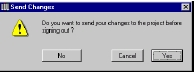 Send Changes
Do you want to send your changes to the project before
signing out ?
No
Cancel
Yes